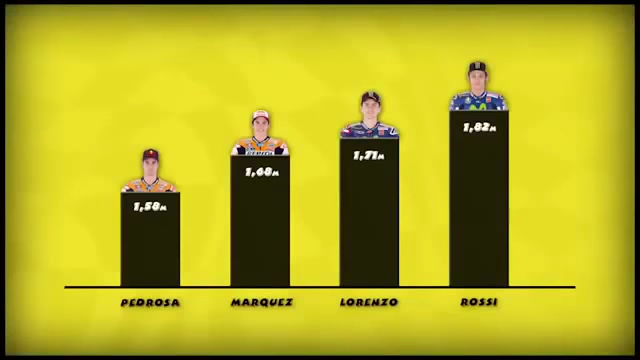 1,58M
1,68M
1,71M
1,82M
PEDROSA MARQUEZ LORENZO ROSSI